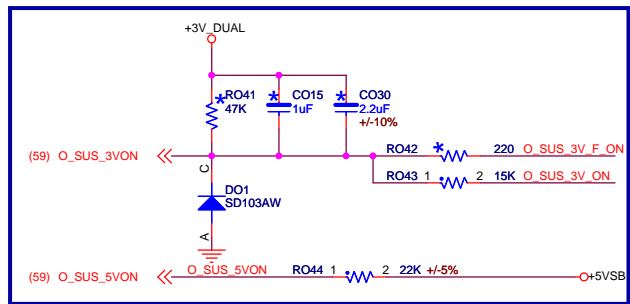 +3V_DUAL
RO41
47K
CO15
1uF
CO30
2.2uF
+/-10%
(59) O_SUS_3VON
RO42
220 O_SUS_3V_F_ON
RO43 1 2 15K O_SUS_3V_ON
C
DO1
SD103AW
A
(59) O_SUS_5VON
O_SUS_5VON
RO44 1 2 22K +/-5%
+5VSB